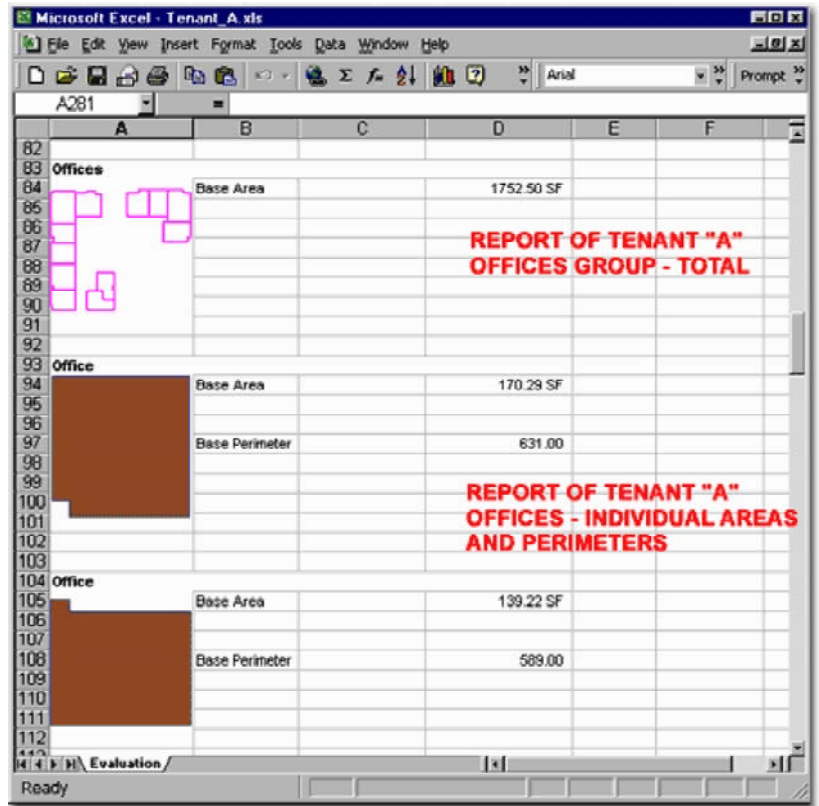 Microsoft Excel - Tenant_A.xls
File Edit View Insert Format Tools Data Window Help
Arial Prompt
A281 =
A B C D E F
82
83 Offices
84 Base Area 1752.50 SF
85
86
87
88
89
90
91
92
REPORT OF TENANT "A"
OFFICES GROUP - TOTAL
93 Office
94 Base Area 170.29 SF
95
96
97 Base Perimeter 631.00
98
99
100
101
102
103
REPORT OF TENANT "A"
OFFICES - INDIVIDUAL AREAS
AND PERIMETERS
104 Office
105 Base Area 139.22 SF
106
107
108 Base Perimeter 589.00
109
110
111
112
Evaluation
Ready